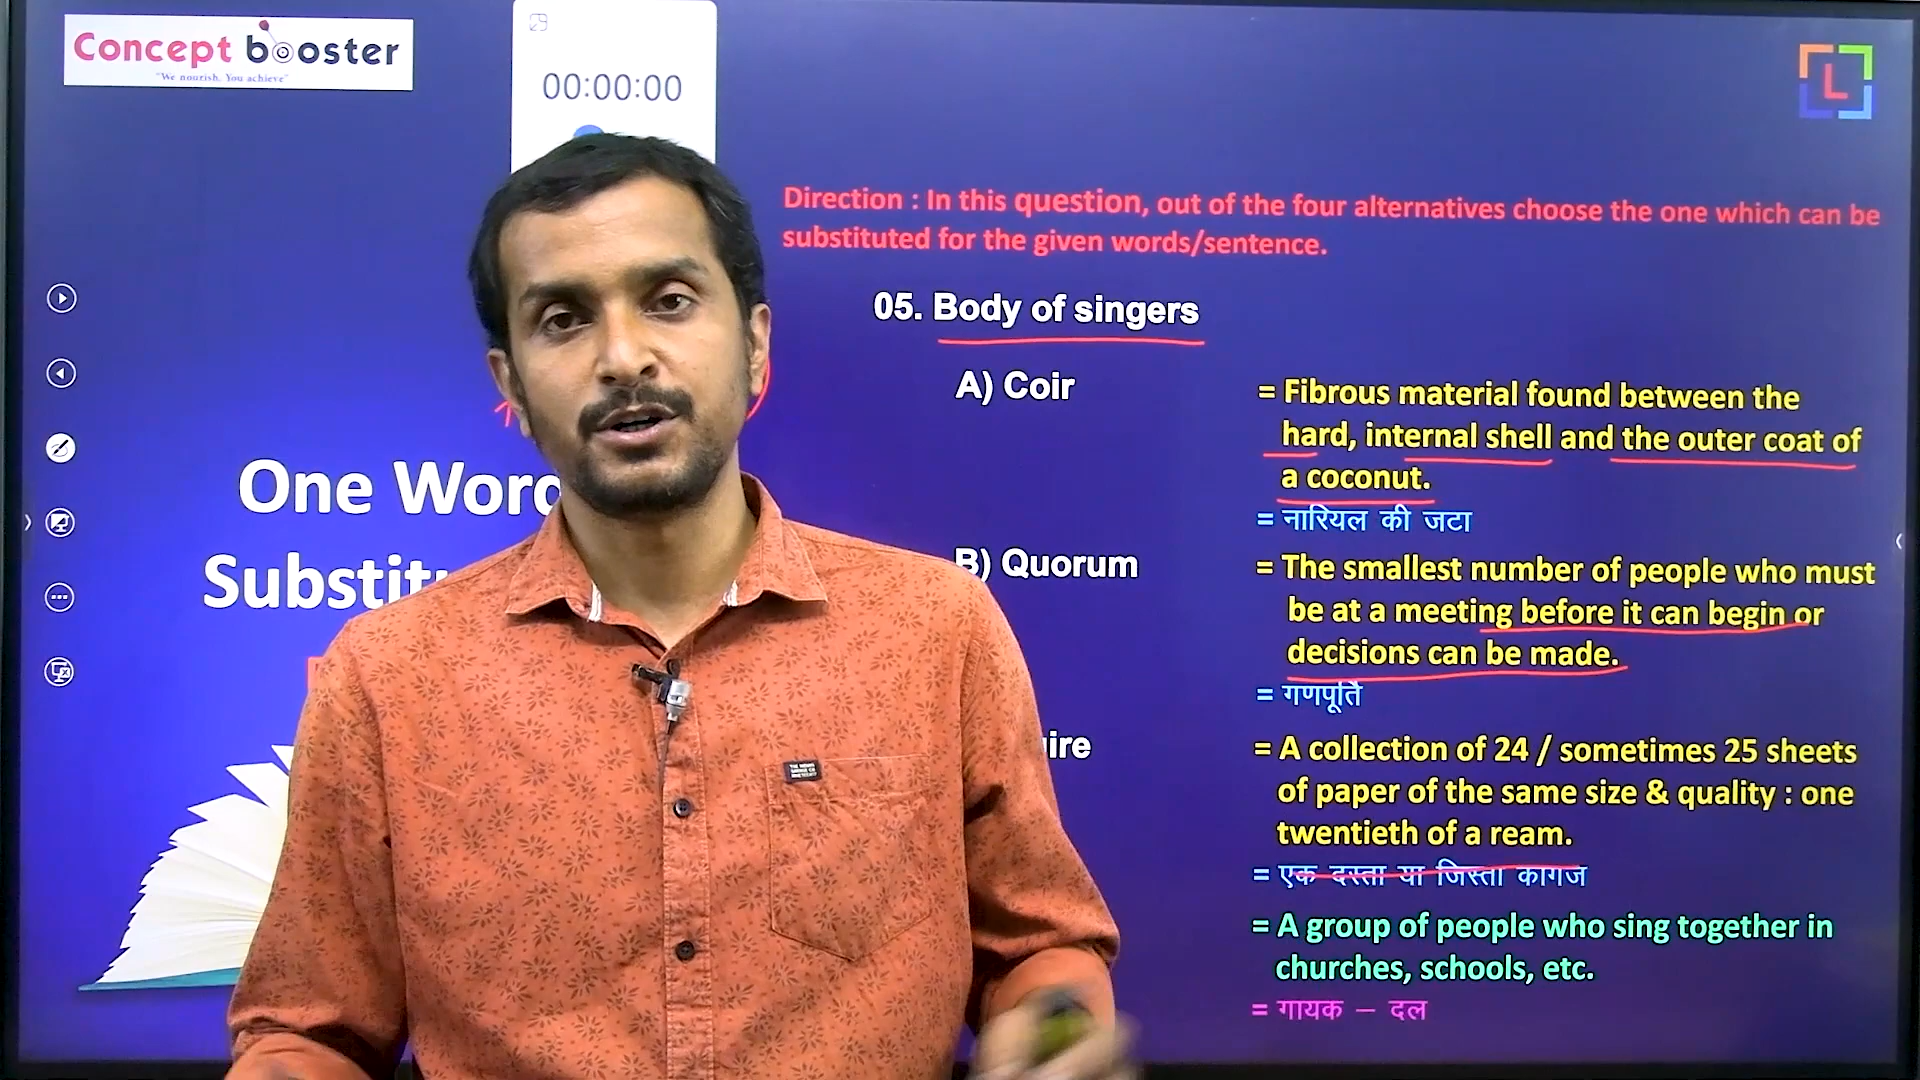 Concept booster
"We nourish. You achieve"
00:00:00
L
Direction : In this question, out of the four alternatives choose the one which can be
substituted for the given words/sentence.
05. Body of singers
A) Coir
= Fibrous material found between the
hard, internal shell and the outer coat of
a coconut.
= नारियल की जटा
One Word
Substitu
B) Quorum
= The smallest number of people who must
be at a meeting before it can begin or
decisions can be made.
= गणपूर्ति
uire
= A collection of 24 / sometimes 25 sheets
of paper of the same size & quality : one
twentieth of a ream.
= एक दस्ता या जिस्ता कागज
= A group of people who sing together in
churches, schools, etc.
= गायक – दल